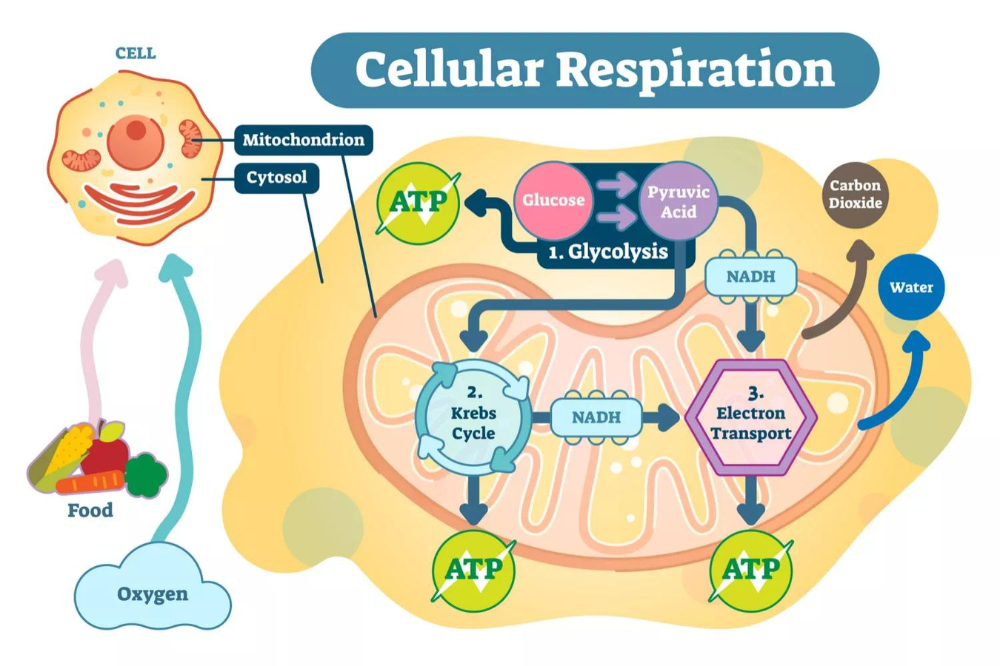 Cellular Respiration
CELL
Mitochondrion
Cytosol
ATP
Glucose
Pyruvic
Acid
1. Glycolysis
NADH
Carbon
Dioxide
Water
2.
Krebs
Cycle
NADH
3.
Electron
Transport
ATP
ATP
Food
Oxygen